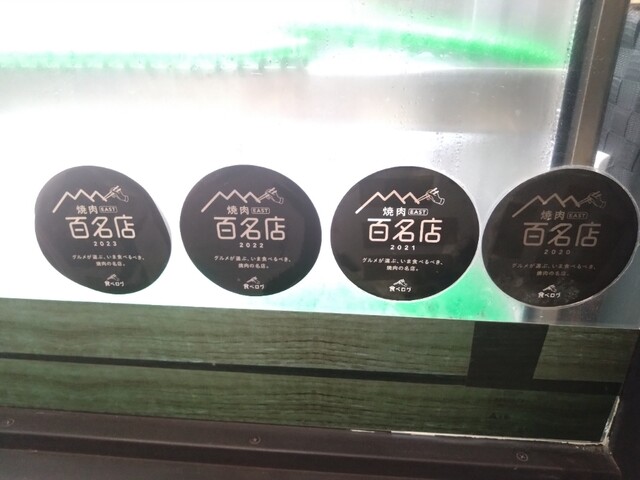 焼肉 EAST
百名店
2023
グルメが選ぶ、いま食べるべき、
焼肉の名店。
食べログ
焼肉 EAST
百名店
2022
グルメが選ぶ、いま食べるべき、
焼肉の名店。
食べログ
焼肉 EAST
百名店
2021
グルメが選ぶ、いま食べるべき、
焼肉の名店。
食べログ
焼肉 EAST
百名店
2020
グルメが選ぶ、いま食べるべき、
焼肉の名店。
食べログ